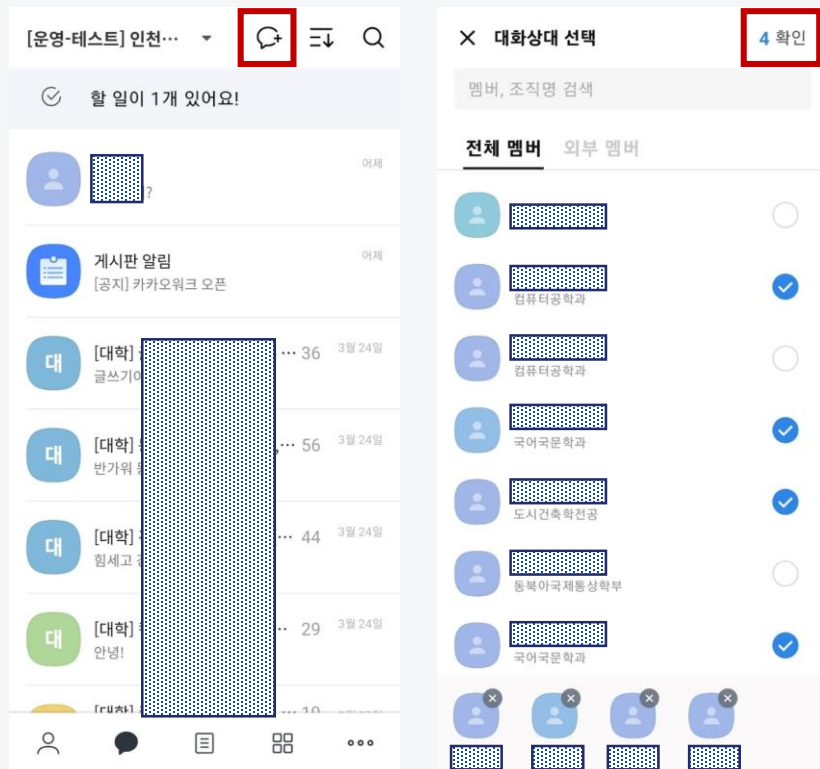 [운영-테스트] 인천…
할 일이 1개 있어요!
어제
?
게시판 알림
어제
[공지] 카카오워크 오픈
대
[대학]
… 36
3월 24일
글쓰기
대
[대학]
,… 56
3월 24일
반가워
대
[대학]
… 44
3월 24일
힘세고
대
[대학]
29
3월 24일
안녕!
[대학]
대화상대 선택
4 확인
멤버, 조직명 검색
전체 멤버
외부 멤버
컴퓨터공학과
컴퓨터공학과
국어국문학과
도시건축학전공
동북아국제통상학부
국어국문학과